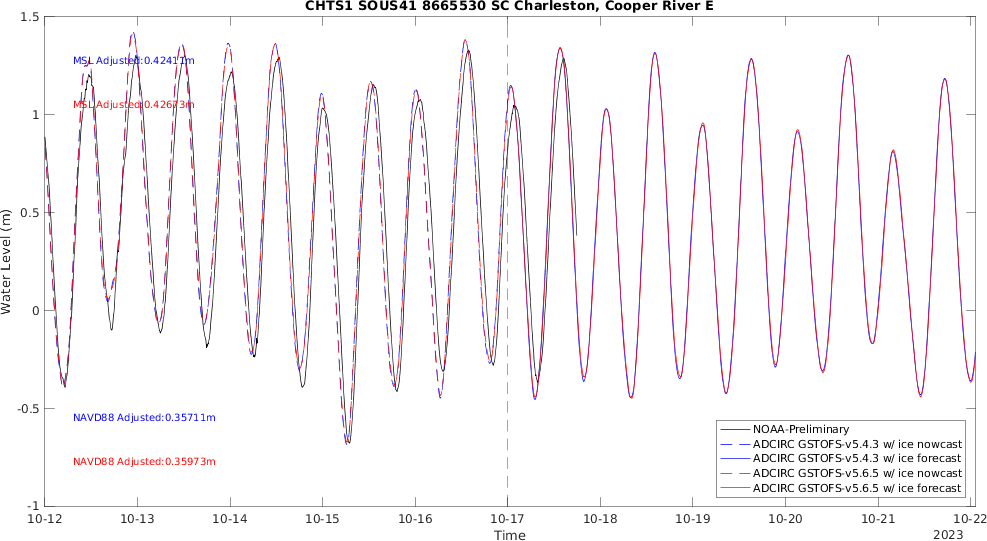 CHTS1 SOUS41 8665530 SC Charleston, Cooper River E
1.5
1
0.5
0
-0.5
-1
Water Level (m)
MSL Adjusted:0.42411m
MSL Adjusted:0.42673m
NAVD88 Adjusted:0.35711m
NAVD88 Adjusted:0.35973m
NOAA-Preliminary
ADCIRC GSTOFS-v5.4.3 w/ ice nowcast
ADCIRC GSTOFS-v5.4.3 w/ ice forecast
ADCIRC GSTOFS-v5.6.5 w/ ice nowcast
ADCIRC GSTOFS-v5.6.5 w/ ice forecast
10-12 10-13 10-14 10-15 10-16 10-17 10-18 10-19 10-20 10-21 10-22
Time
2023